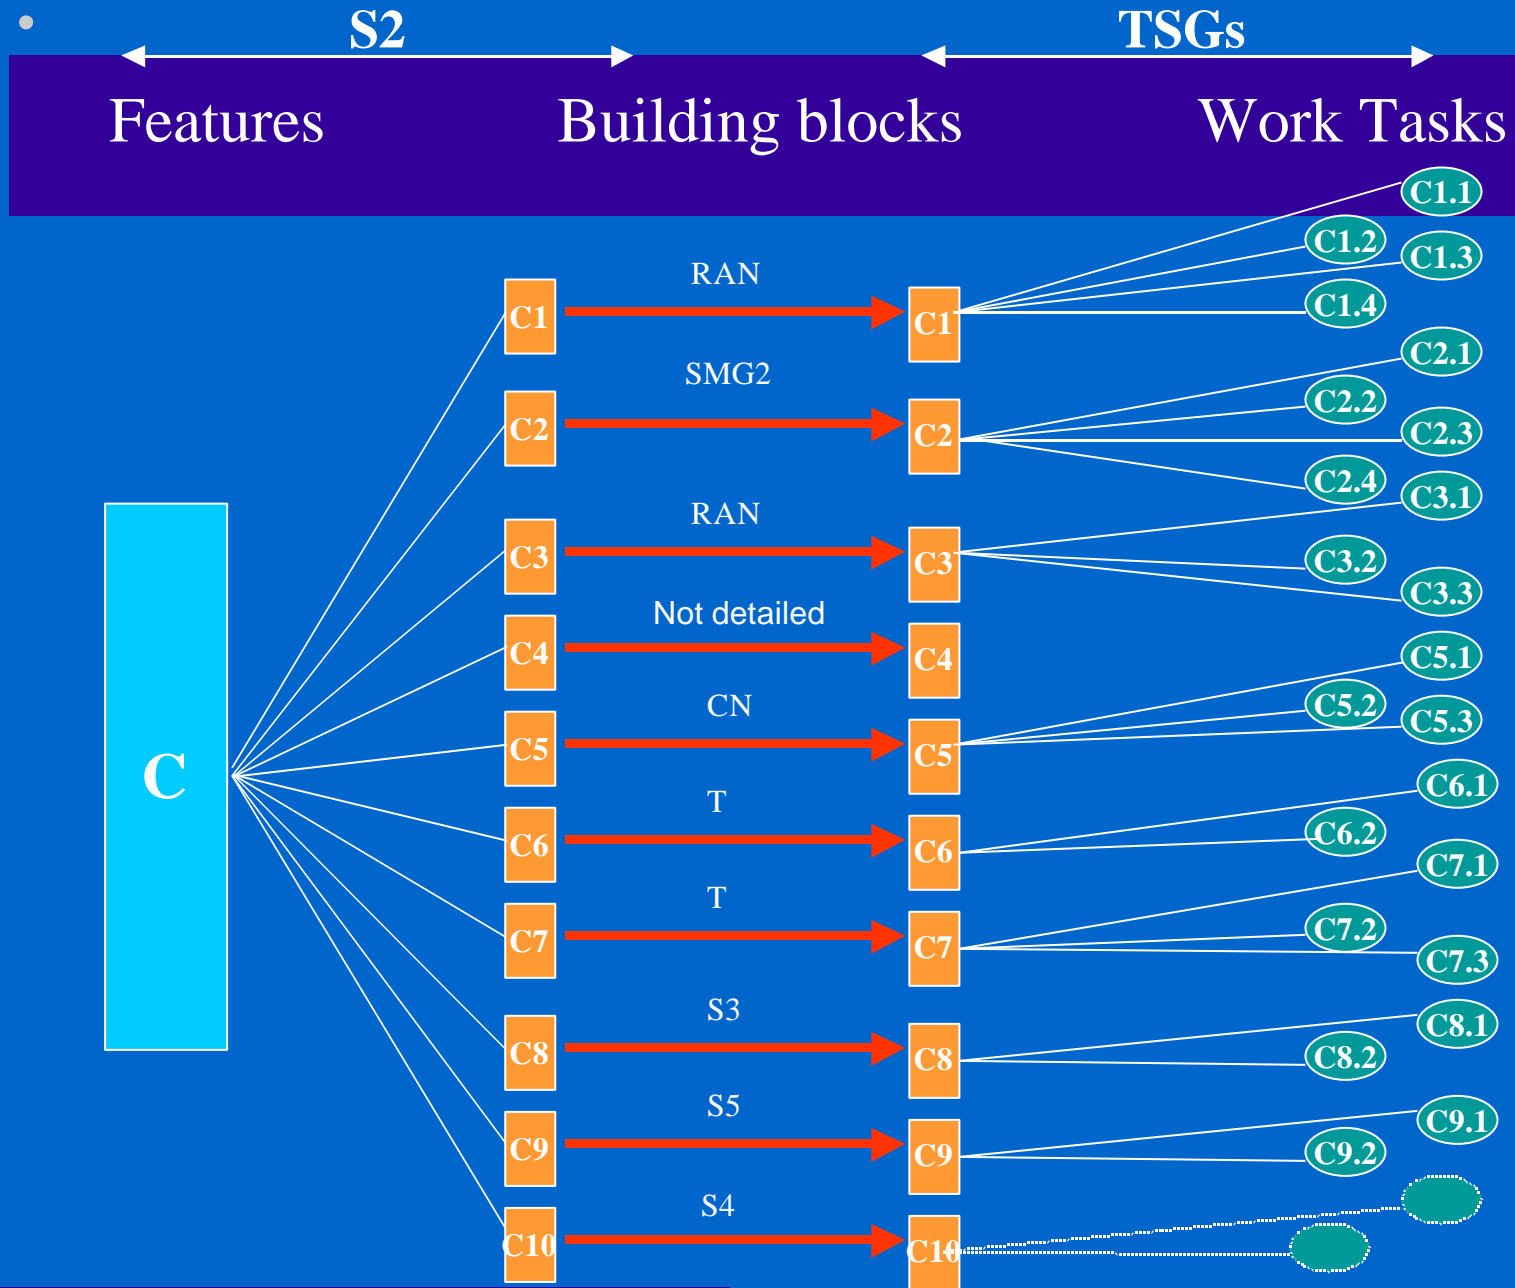 S2 TSGs
Features Building blocks Work Tasks
C1.1
C1.2 C1.3
RAN
C1 C1 C1.4
C2.1
SMG2
C2.2
C2 C2 C2.3
C2.4 C3.1
RAN
C3 C3 C3.2
C3.3
Not detailed
C4 C4 C5.1
CN
C5.2 C5.3
C5 C5
C C6.1
T
C6.2
C6 C6 C7.1
T
C7.2
C7 C7 C7.3
S3
C8.1
C8 C8 C8.2
S5
C9.1
C9 C9 C9.2
S4
C10 C10